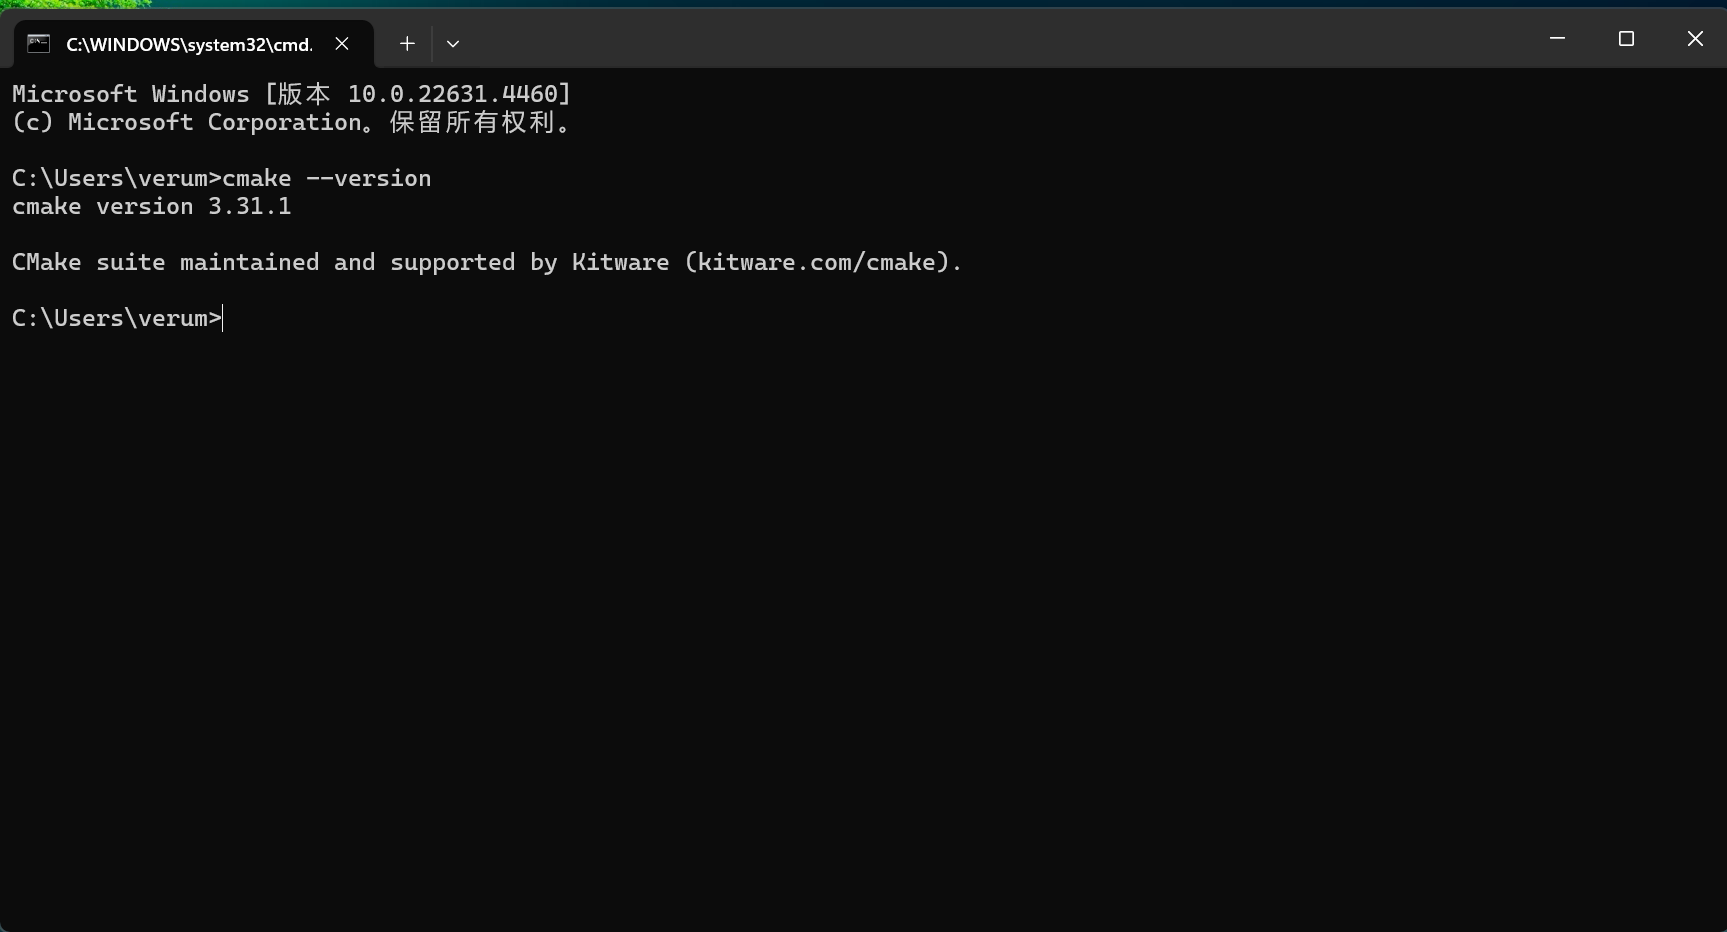 C:\WINDOWS\system32\cmd.
Microsoft Windows [版本 10.0.22631.4460]
(c) Microsoft Corporation。保留所有权利。
C:\Users\verum>cmake --version
cmake version 3.31.1
CMake suite maintained and supported by Kitware (kitware.com/cmake).
C:\Users\verum>